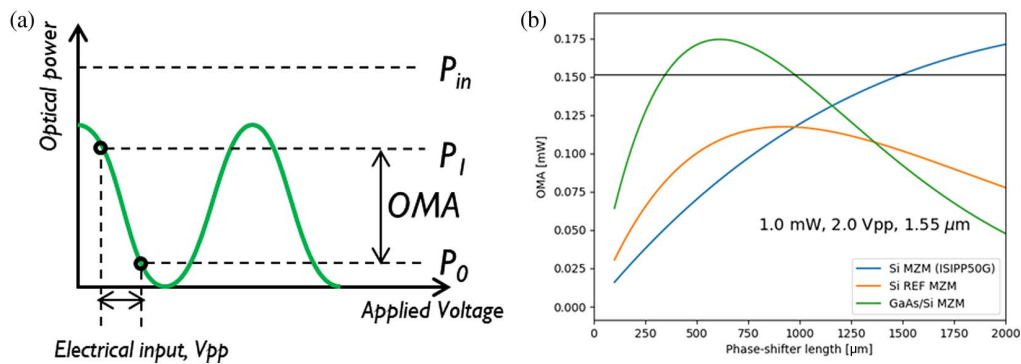 (a)
Optical power
P_in
P_1
OMA
P_0
Applied Voltage
Electrical input, Vpp
(b)
OMA [mW]
0.175
0.150
0.125
0.100
0.075
0.050
0.025
0.000
1.0 mW, 2.0 Vpp, 1.55 μm
Si MZM (ISIPP50G)
Si REF MZM
GaAs/Si MZM
0 250 500 750 1000 1250 1500 1750 2000
Phase-shifter length [μm]